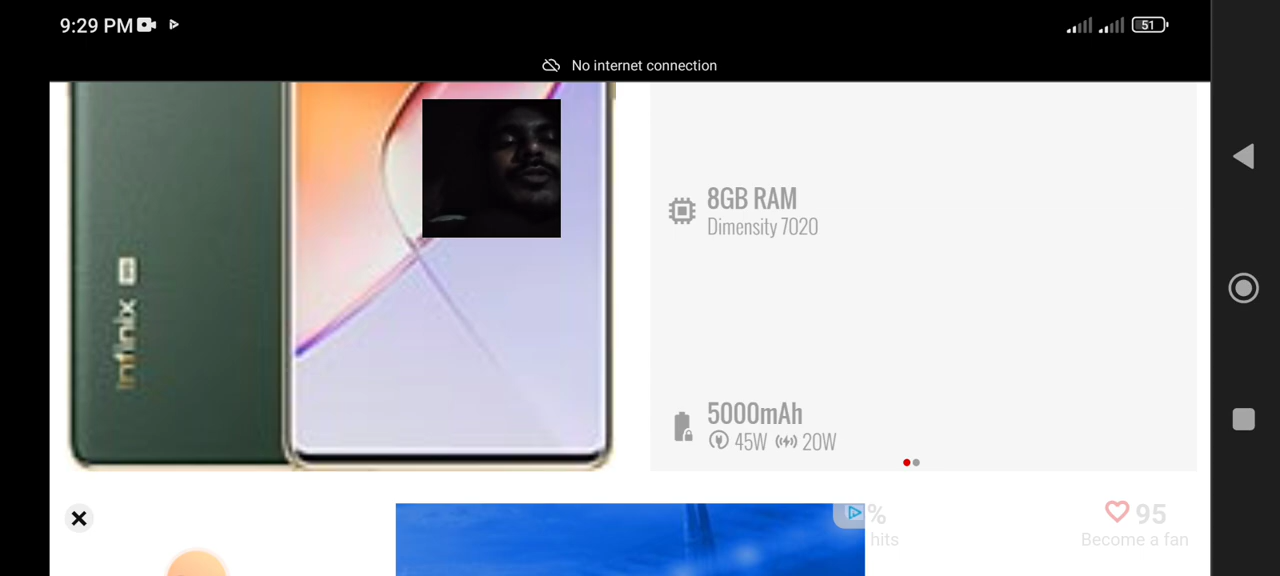 9:29 PM
51
No internet connection
Infinix
8GB RAM
Dimensity 7020
5000mAh
45W 20W
%
hits
95
Become a fan